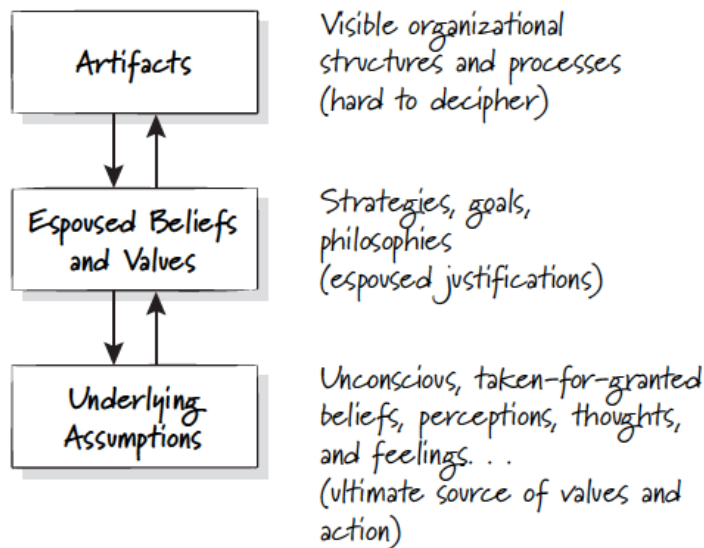 Artifacts
Visible organizational
structures and processes
(hard to decipher)
Espoused Beliefs
and Values
Strategies, goals,
philosophies
(espoused justifications)
Underlying
Assumptions
Unconscious, taken-for-granted
beliefs, perceptions, thoughts,
and feelings. . .
(ultimate source of values and
action)